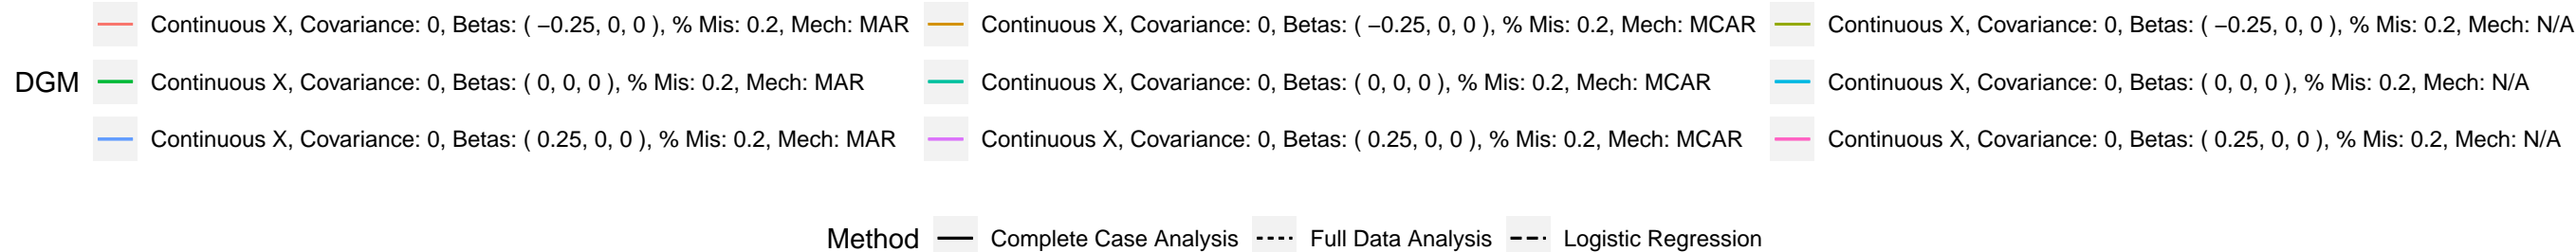 Continuous X, Covariance: 0, Betas: ( −0.25, 0, 0 ), % Mis: 0.2, Mech: MAR Continuous X, Covariance: 0, Betas: ( −0.25, 0, 0 ), % Mis: 0.2, Mech: MCAR Continuous X, Covariance: 0, Betas: ( −0.25, 0, 0 ), % Mis: 0.2, Mech: N/A
DGM Continuous X, Covariance: 0, Betas: ( 0, 0, 0 ), % Mis: 0.2, Mech: MAR Continuous X, Covariance: 0, Betas: ( 0, 0, 0 ), % Mis: 0.2, Mech: MCAR Continuous X, Covariance: 0, Betas: ( 0, 0, 0 ), % Mis: 0.2, Mech: N/A
Continuous X, Covariance: 0, Betas: ( 0.25, 0, 0 ), % Mis: 0.2, Mech: MAR Continuous X, Covariance: 0, Betas: ( 0.25, 0, 0 ), % Mis: 0.2, Mech: MCAR Continuous X, Covariance: 0, Betas: ( 0.25, 0, 0 ), % Mis: 0.2, Mech: N/A
Method Complete Case Analysis Full Data Analysis Logistic Regression